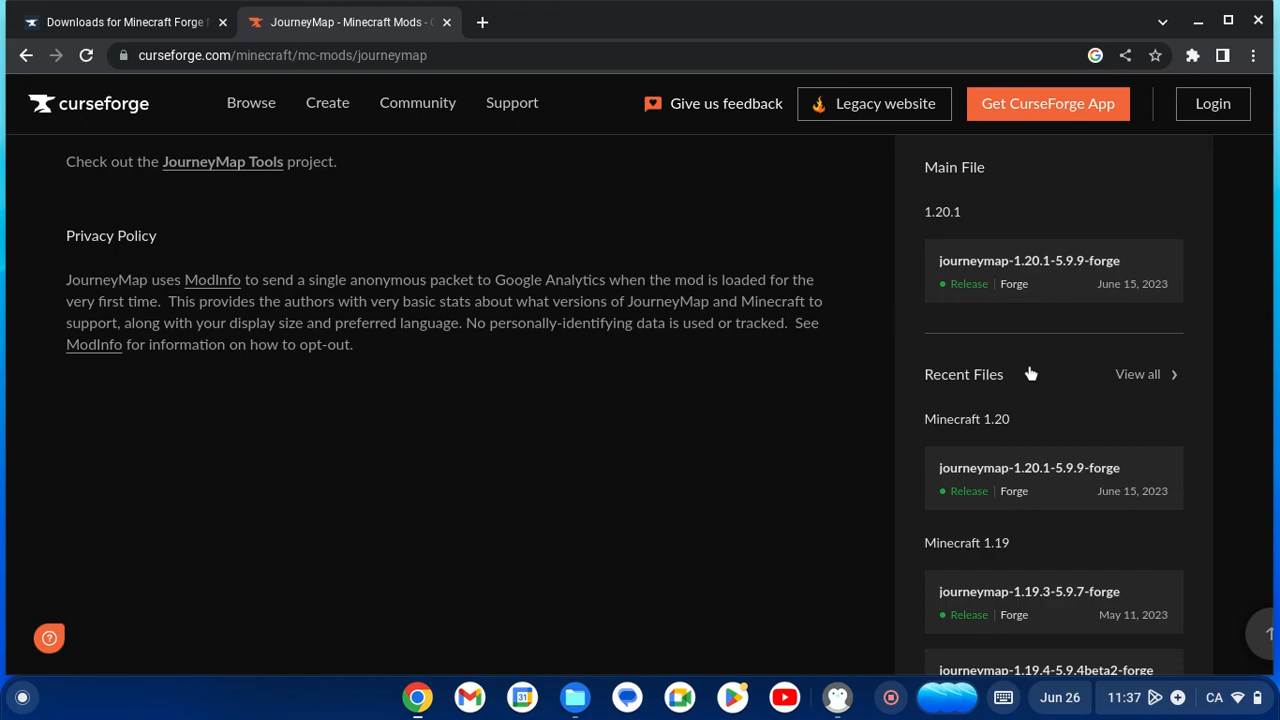 Downloads for Minecraft Forge f
JourneyMap - Minecraft Mods - C
curseforge.com/minecraft/mc-mods/journeymap
curseforge Browse Create Community Support Give us feedback Legacy website Get CurseForge App Login
Check out the JourneyMap Tools project.
Privacy Policy
JourneyMap uses ModInfo to send a single anonymous packet to Google Analytics when the mod is loaded for the
very first time. This provides the authors with very basic stats about what versions of JourneyMap and Minecraft to
support, along with your display size and preferred language. No personally-identifying data is used or tracked. See
ModInfo for information on how to opt-out.
Main File
1.20.1
journeymap-1.20.1-5.9.9-forge
Release | Forge June 15, 2023
Recent Files View all
Minecraft 1.20
journeymap-1.20.1-5.9.9-forge
Release | Forge June 15, 2023
Minecraft 1.19
journeymap-1.19.3-5.9.7-forge
Release | Forge May 11, 2023
journeymap-1.19.4-5.9.4beta2-forge
31 Jun 26 11:37 CA